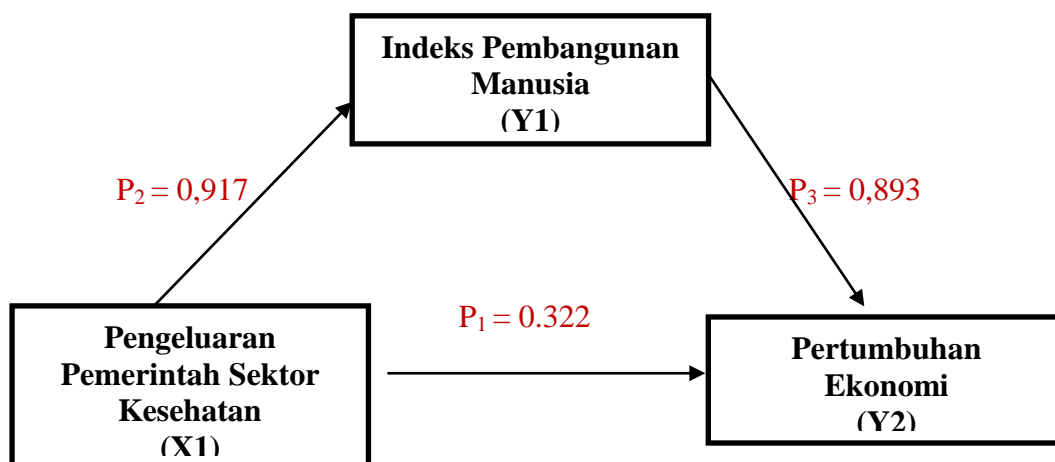 Indeks Pembangunan
Manusia
(Y1)
P₂ = 0,917
P₃ = 0,893
P₁ = 0.322
Pengeluaran
Pemerintah Sektor
Kesehatan
(X1)
Pertumbuhan
Ekonomi
(Y2)